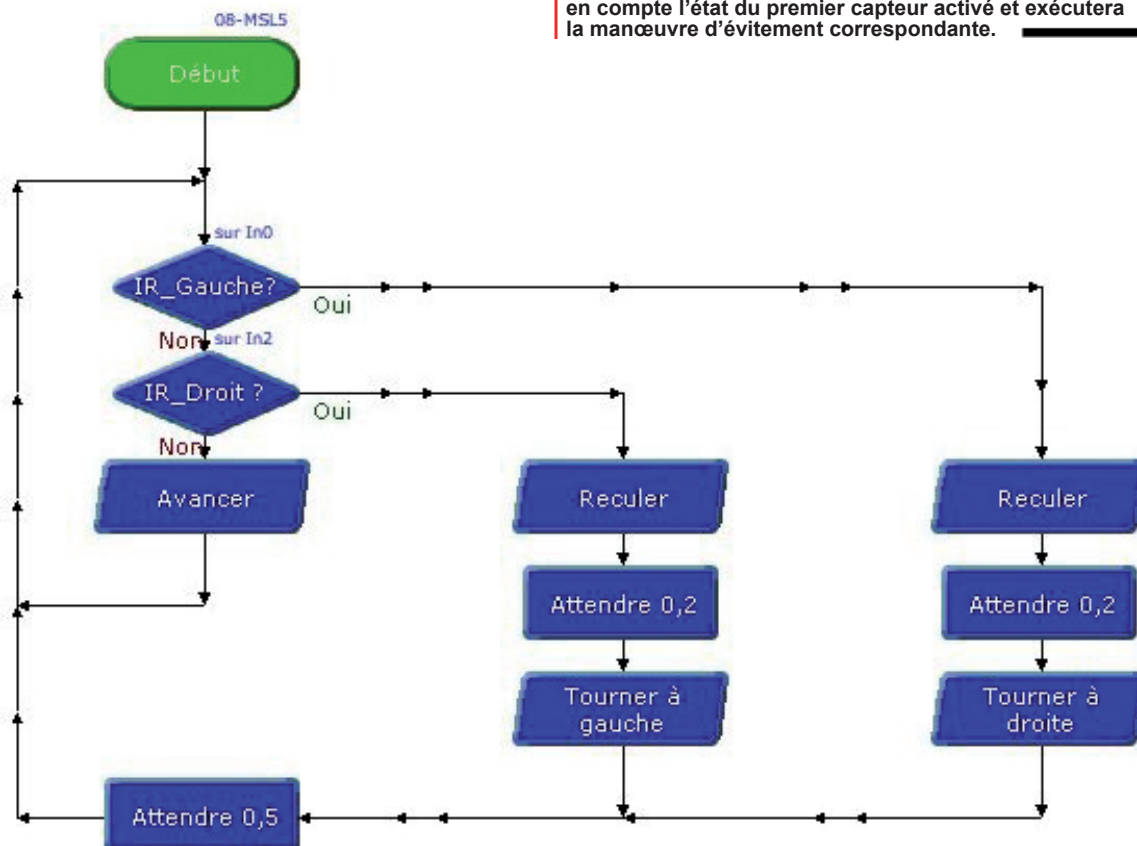 en compte l'état du premier capteur activé et exécutera
la manœuvre d'évitement correspondante.
08-MSL5
Début
sur In0
IR_Gauche?
Oui
Non
sur In2
IR_Droit ?
Oui
Non
Avancer
Reculer
Reculer
Attendre 0,2
Attendre 0,2
Tourner à
gauche
Tourner à
droite
Attendre 0,5